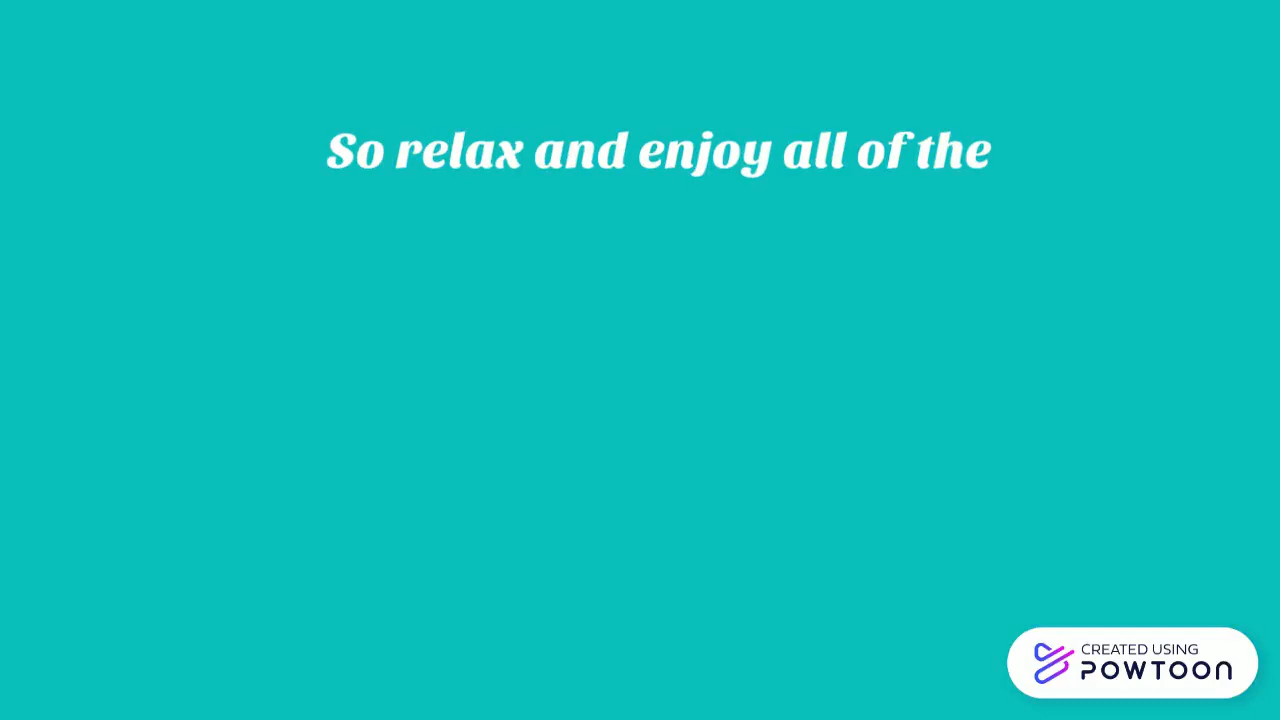 So relax and enjoy all of the
CREATED USING
POWTOON